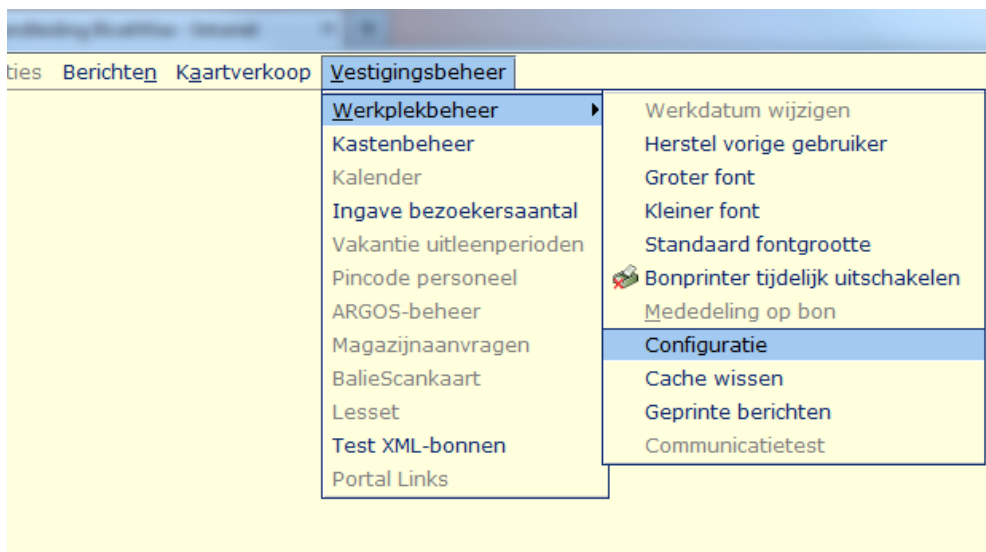 ties Berichten Kaartverkoop Vestigingsbeheer
Werkplekbeheer
Kastenbeheer
Kalender
Ingave bezoekersaantal
Vakantie uitleenperioden
Pincode personeel
ARGOS-beheer
Magazijnaanvragen
BalieScankaart
Lesset
Test XML-bonnen
Portal Links
Werkdatum wijzigen
Herstel vorige gebruiker
Groter font
Kleiner font
Standaard fontgrootte
Bonprinter tijdelijk uitschakelen
Mededeling op bon
Configuratie
Cache wissen
Geprinte berichten
Communicatietest